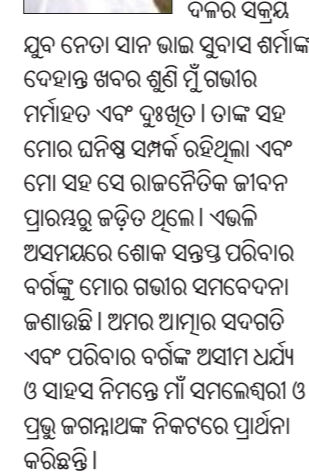 ଦଳର ସକ୍ରୟ
ଯୁବ ନେତା ସାନ ଭାଇ ସୁବାସ ଶର୍ମାଙ୍କ
ଦେହାନ୍ତ ଖବର ଶୁଣି ମୁଁ ଗଭୀର
ମର୍ମାହତ ଏବଂ ଦୁଃଖିତ । ତାଙ୍କ ସହ
ମୋର ଘନିଷ୍ଠ ସମ୍ପର୍କ ରହିଥିଲା ଏବଂ
ମୋ ସହ ସେ ରାଜନୈତିକ ଜୀବନ
ପ୍ରାରମ୍ଭରୁ ଜଡ଼ିତ ଥିଲେ । ଏଭଳି
ଅସମୟରେ ଶୋକ ସନ୍ତପ୍ତ ପରିବାର
ବର୍ଗଙ୍କୁ ମୋର ଗଭୀର ସମବେଦନା
ଜଣାଉଛି । ଅମର ଆତ୍ମାର ସଦଗତି
ଏବଂ ପରିବାର ବର୍ଗଙ୍କ ଅସୀମ ଧର୍ଯ୍ୟ
ଓ ସାହସ ନିମନ୍ତେ ମାଁ ସମଲେଶ୍ୱରୀ ଓ
ପ୍ରଭୁ ଜଗନ୍ନାଥଙ୍କ ନିକଟରେ ପ୍ରାର୍ଥନା
କରିଛନ୍ତି ।